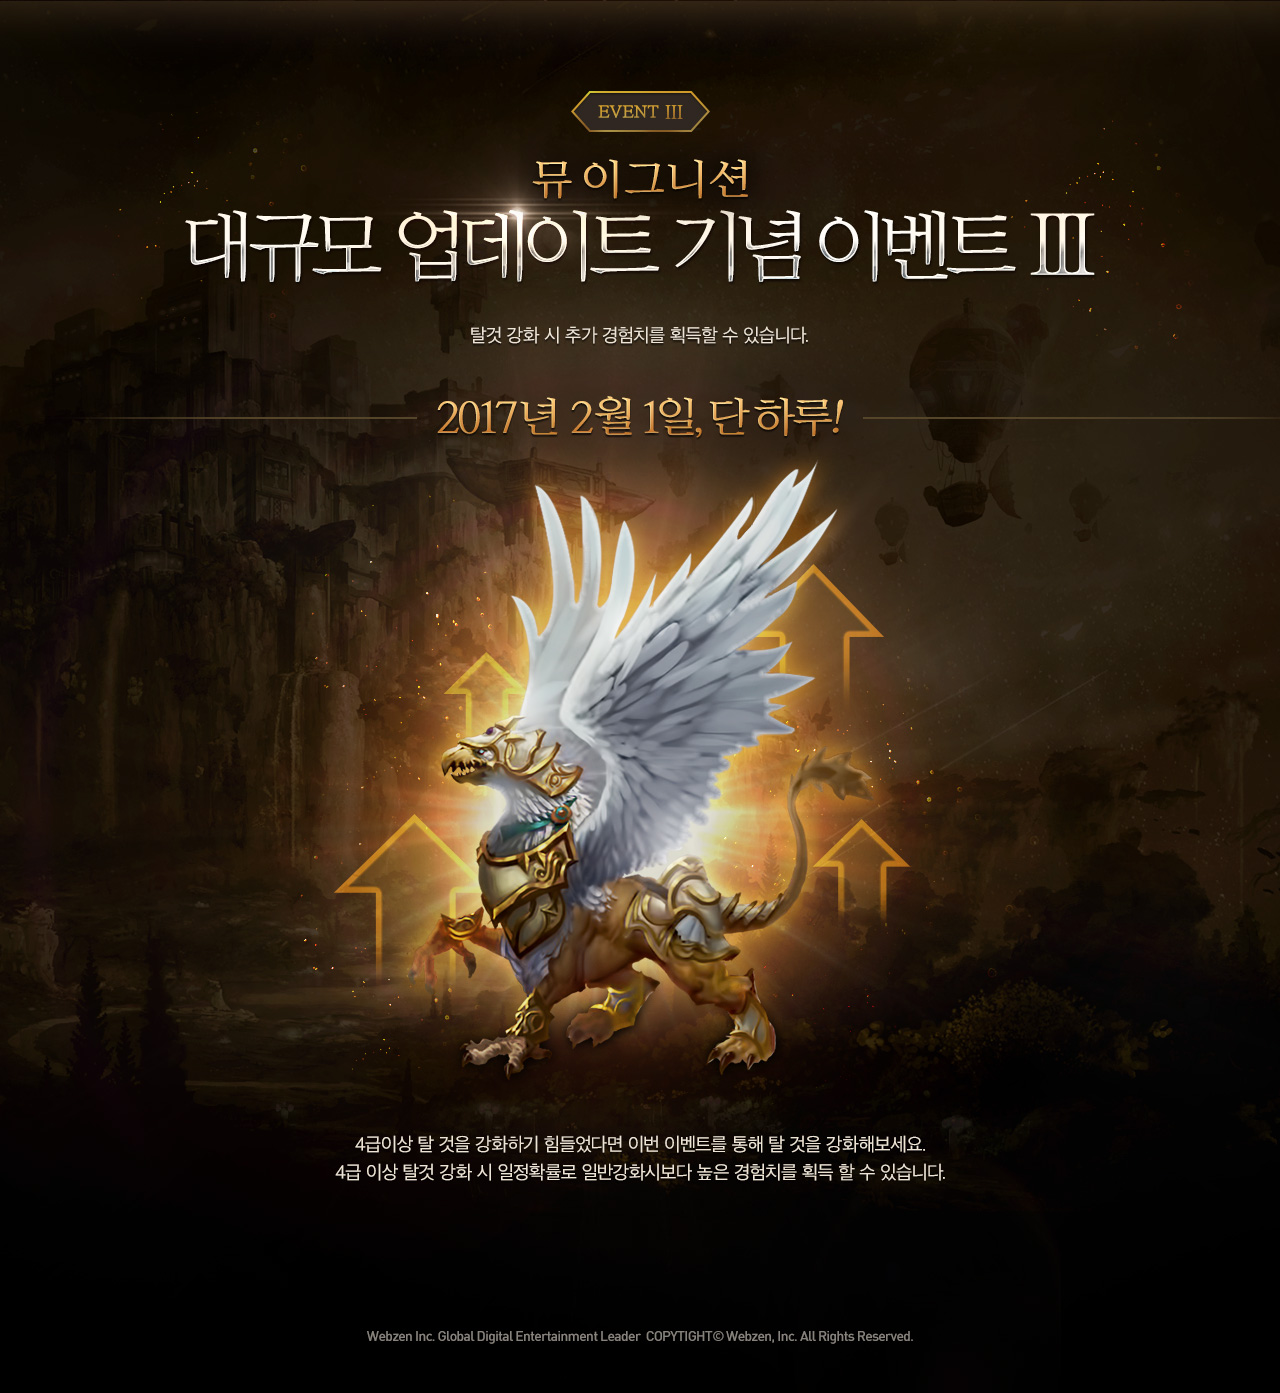 EVENT III
뮤 이그니션
대규모 업데이트 기념 이벤트 III
탈것 강화 시 추가 경험치를 획득할 수 있습니다.
2017년 2월 1일, 단 하루!
4급이상 탈 것을 강화하기 힘들었다면 이번 이벤트를 통해 탈 것을 강화해보세요.
4급 이상 탈것 강화 시 일정확률로 일반강화시보다 높은 경험치를 획득 할 수 있습니다.
Webzen Inc. Global Digital Entertainment Leader COPYTIGHT© Webzen, Inc. All Rights Reserved.